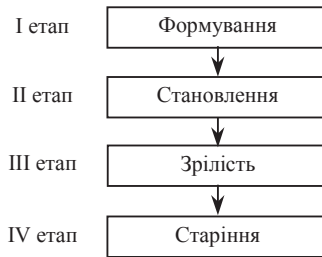 I етап Формування
II етап Становлення
III етап Зрілість
IV етап Старіння